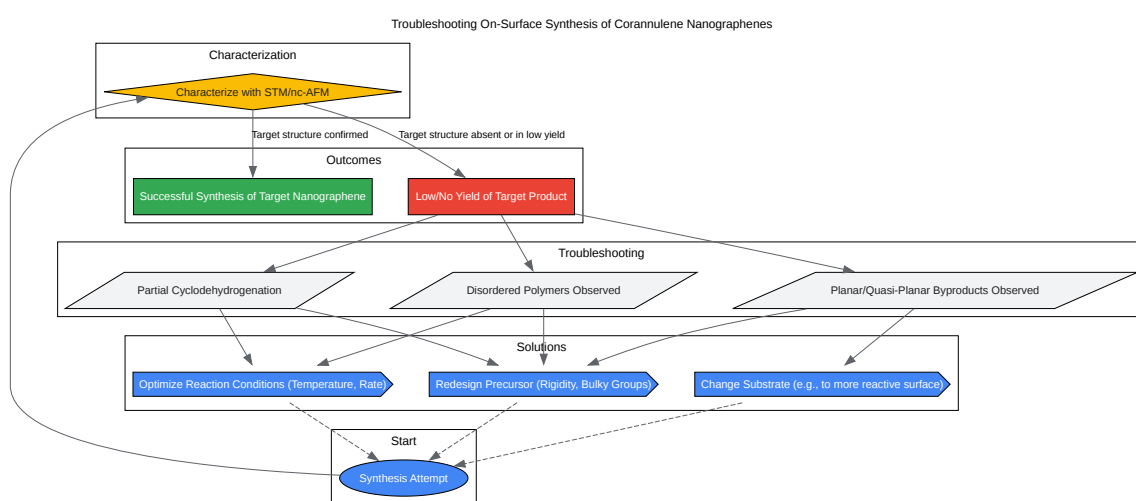 Troubleshooting On-Surface Synthesis of Corannulene Nanographenes
Characterization
Characterize with STM/nc-AFM
Target structure confirmed
Target structure absent or in low yield
Outcomes
Successful Synthesis of Target Nanographene
Low/No Yield of Target Product
Troubleshooting
Partial Cyclodehydrogenation
Disordered Polymers Observed
Planar/Quasi-Planar Byproducts Observed
Solutions
Optimize Reaction Conditions (Temperature, Rate)
Redesign Precursor (Rigidity, Bulky Groups)
Change Substrate (e.g., to more reactive surface)
Start
Synthesis Attempt